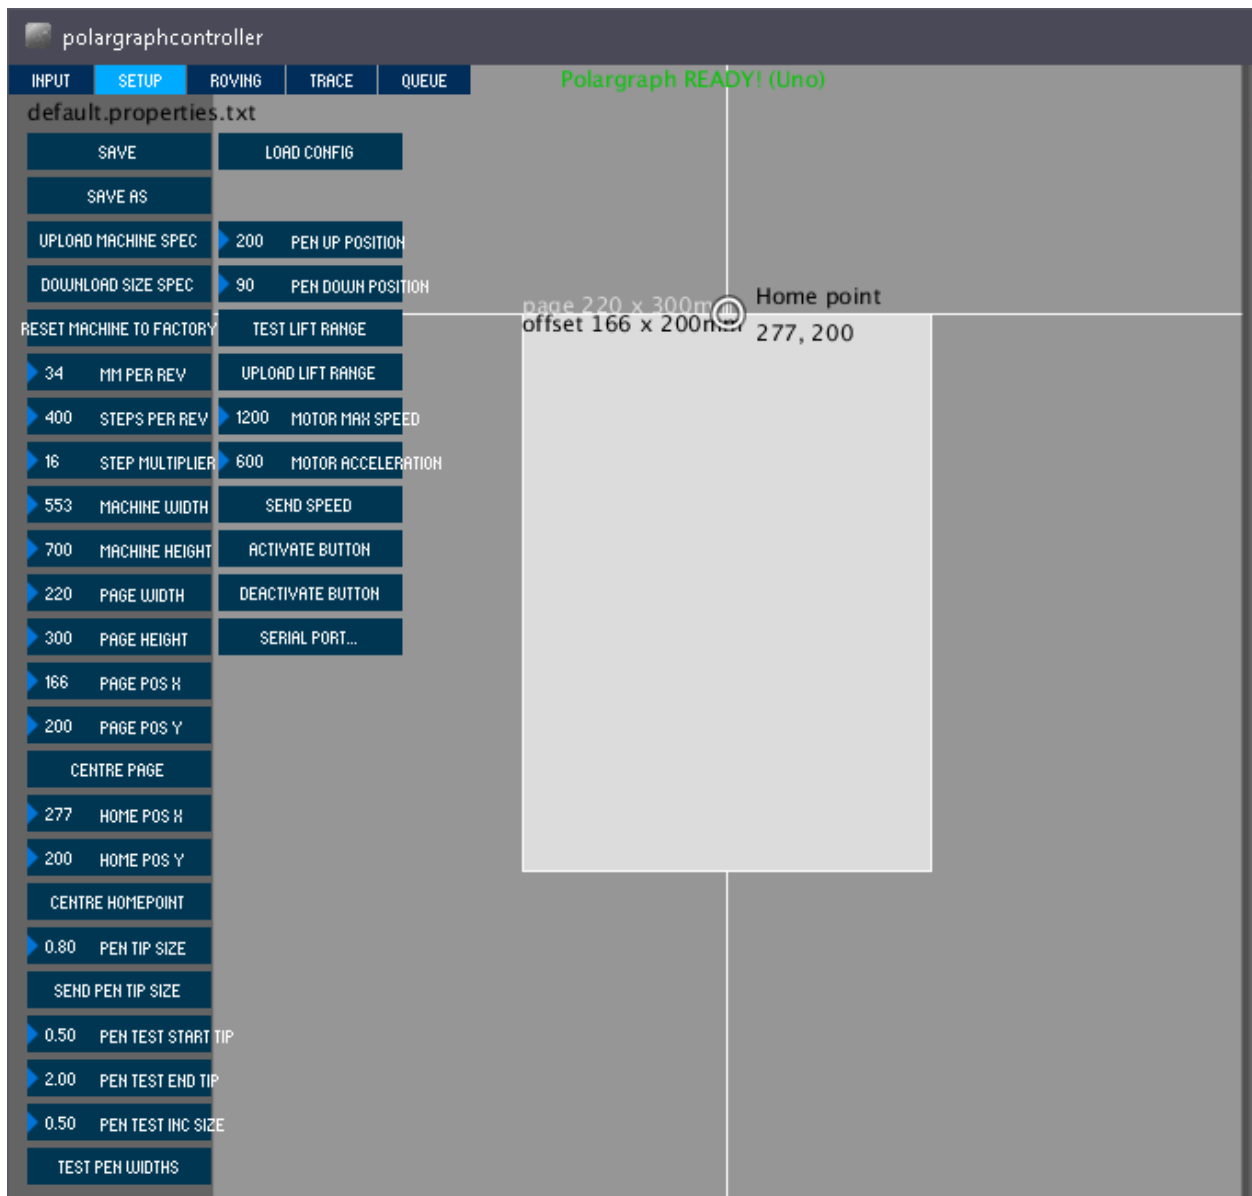 polargraphcontroller
INPUT SETUP ROVING TRACE QUEUE Polargraph READY! (Uno)
default.properties.txt
SAVE LOAD CONFIG
SAVE AS
UPLOAD MACHINE SPEC 200 PEN UP POSITION
DOWNLOAD SIZE SPEC 90 PEN DOWN POSITION
page 220 x 300mm Home point
offset 166 x 200mm 277, 200
RESET MACHINE TO FACTORY TEST LIFT RANGE
34 MM PER REV UPLOAD LIFT RANGE
400 STEPS PER REV 1200 MOTOR MAX SPEED
16 STEP MULTIPLIER 600 MOTOR ACCELERATION
553 MACHINE WIDTH SEND SPEED
700 MACHINE HEIGHT ACTIVATE BUTTON
220 PAGE WIDTH DEACTIVATE BUTTON
300 PAGE HEIGHT SERIAL PORT...
166 PAGE POS X
200 PAGE POS Y
CENTRE PAGE
277 HOME POS X
200 HOME POS Y
CENTRE HOMEPOINT
0.80 PEN TIP SIZE
SEND PEN TIP SIZE
0.50 PEN TEST START TIP
2.00 PEN TEST END TIP
0.50 PEN TEST INC SIZE
TEST PEN WIDTHS